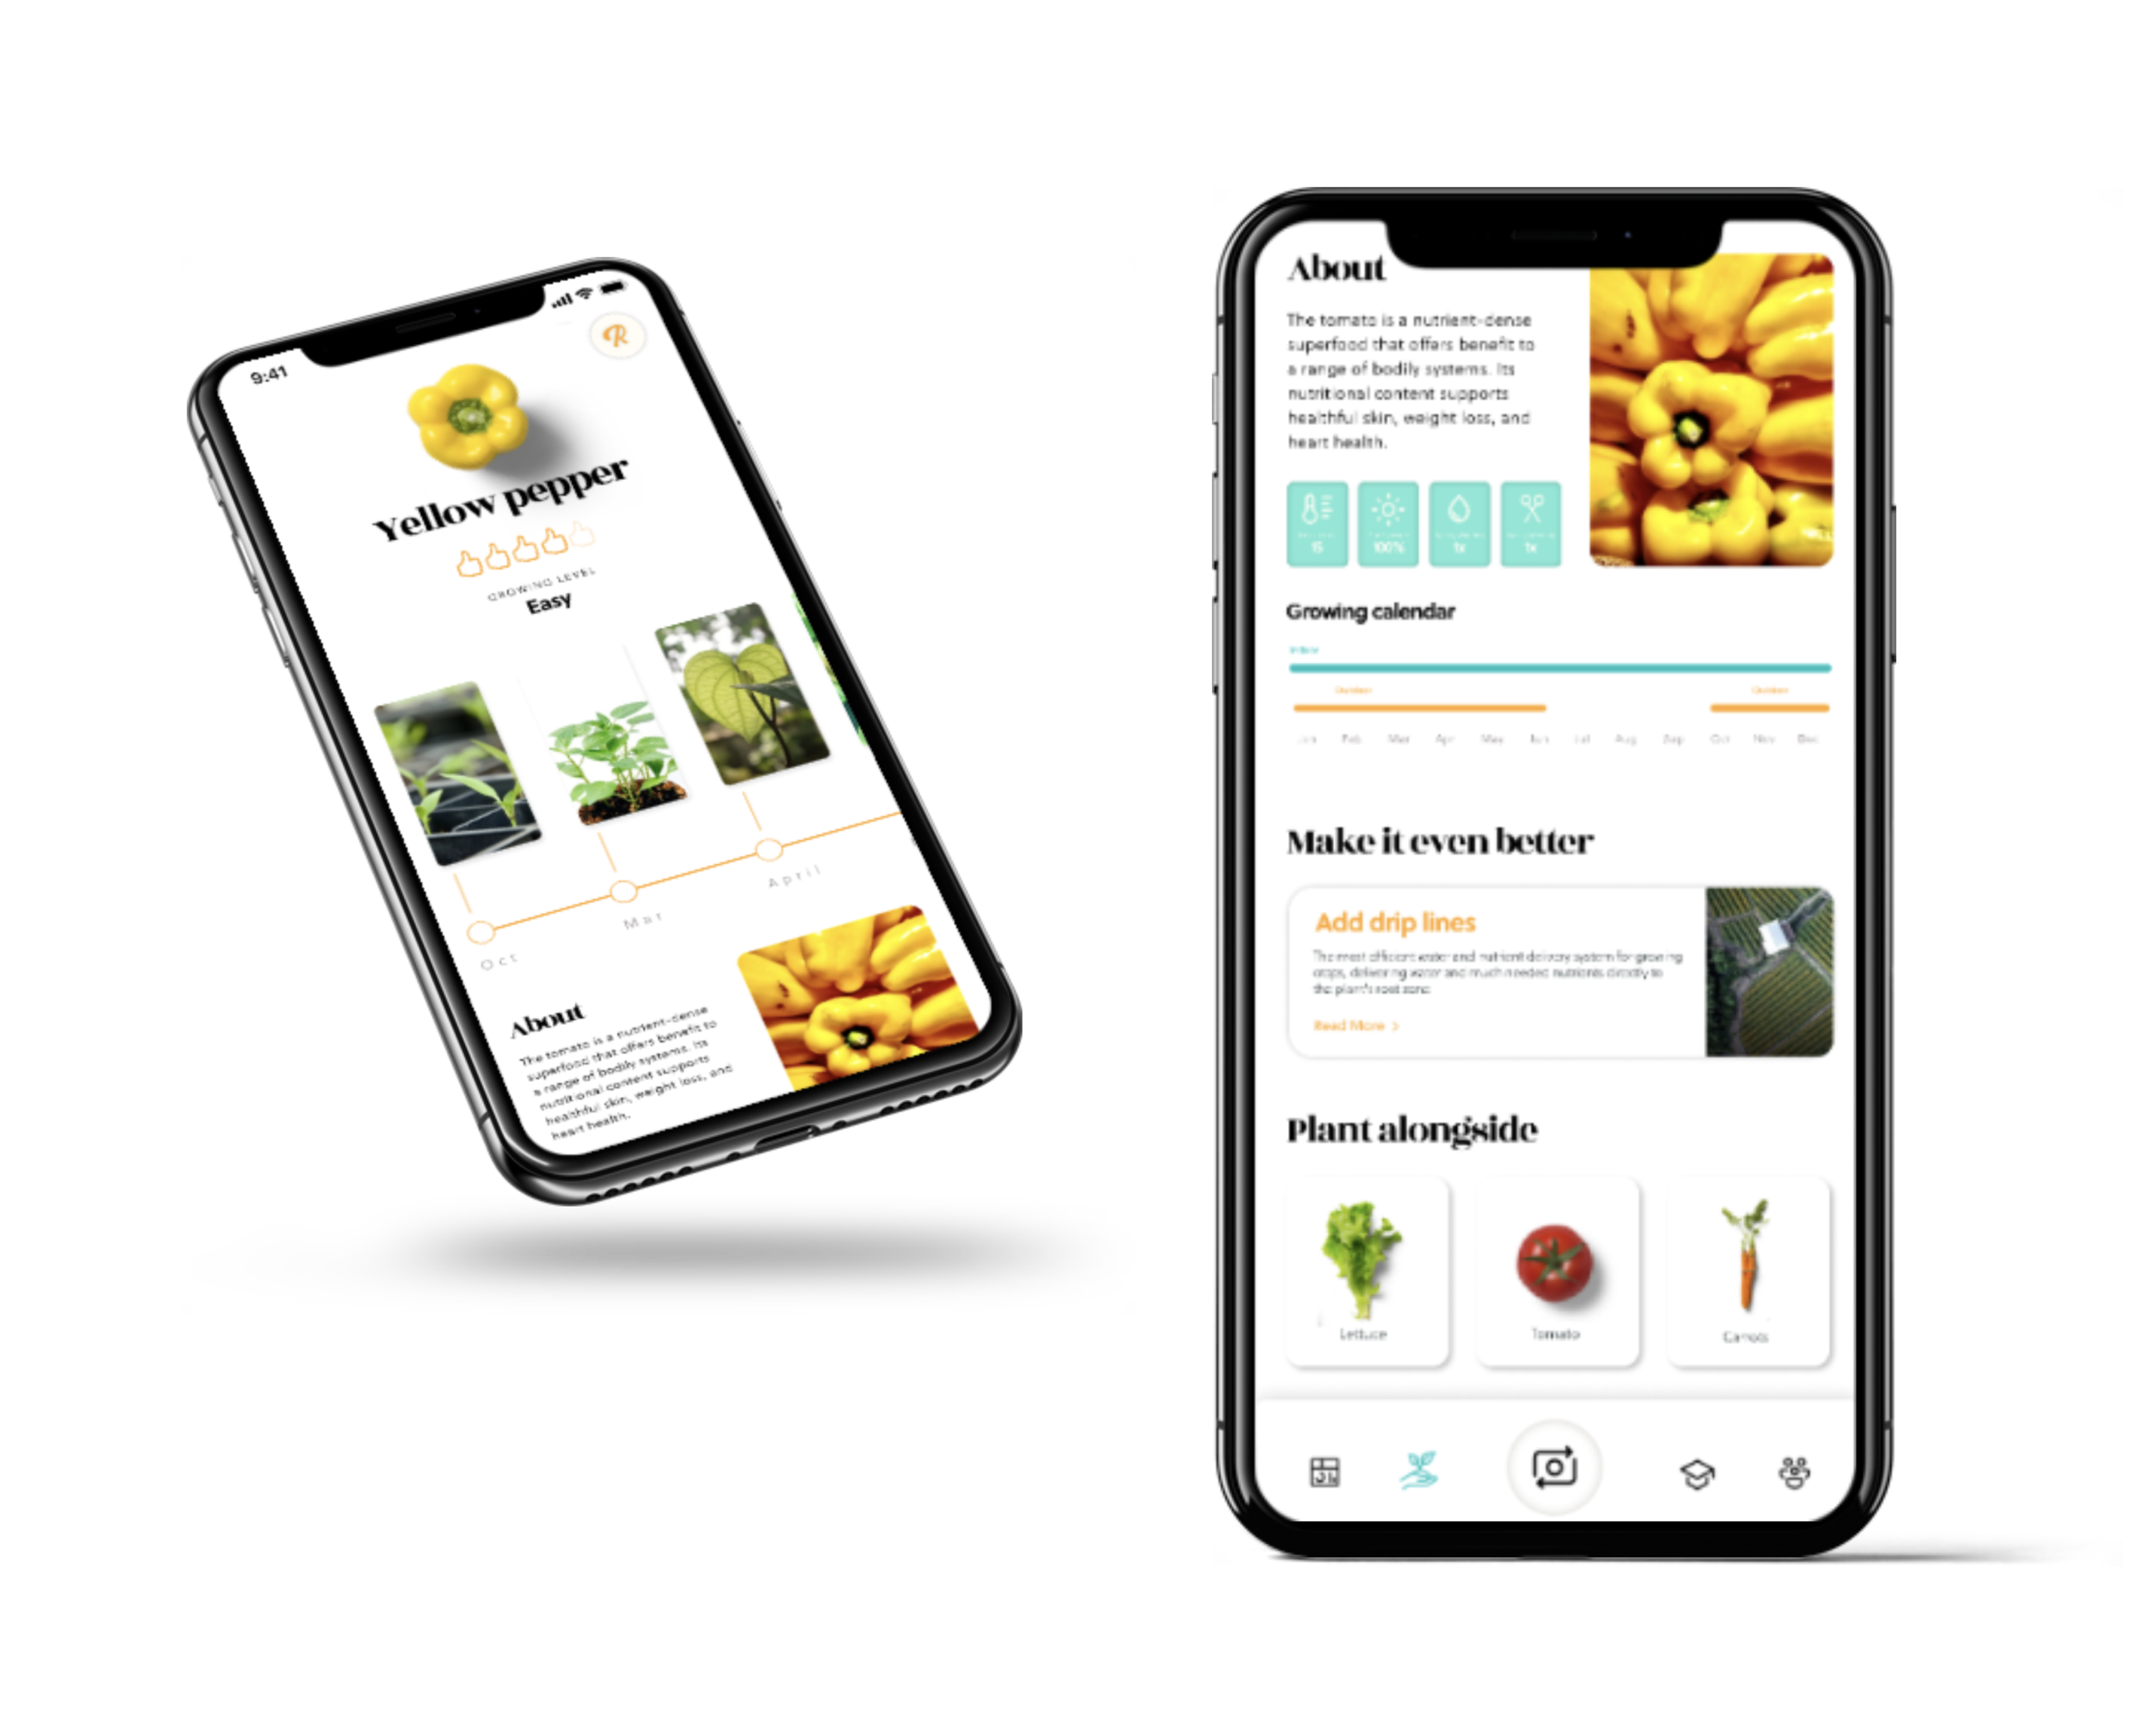 9:41
R
Yellow pepper
GROWING LEVEL
Easy
Oct
Mar
April
About
The tomato is a nutrient-dense
superfood that offers benefit to
a range of bodily systems. Its
nutritional content supports
healthful skin, weight loss, and
heart health.
About
The tomato is a nutrient-dense
superfood that offers benefit to
a range of bodily systems. Its
nutritional content supports
healthful skin, weight loss, and
heart health.
15 100% 1x 1x
Growing calendar
Outdoor Outdoor
Jan Feb Mar Apr May Jun Jul Aug Sep Oct Nov Dec
Make it even better
Add drip lines
The most efficient water and nutrient delivery system for growing
crops, delivering water and much needed nutrients directly to
the plant's root zone
Read More >
Plant alongside
Lettuce Tomato Carrots